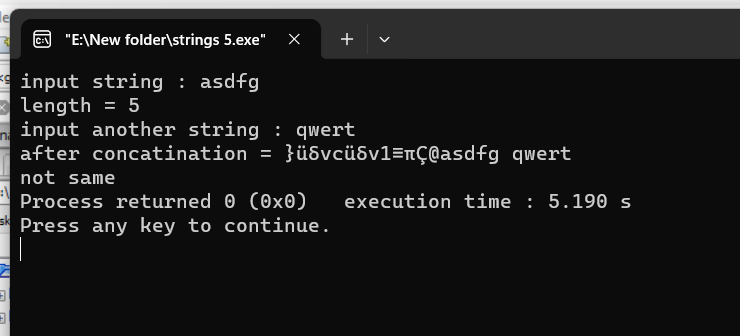 "E:\New folder\strings 5.exe"
input string : asdfg
length = 5
input another string : qwert
after concatination = }üδvcüδv1≡πÇ@asdfg qwert
not same
Process returned 0 (0x0)   execution time : 5.190 s
Press any key to continue.